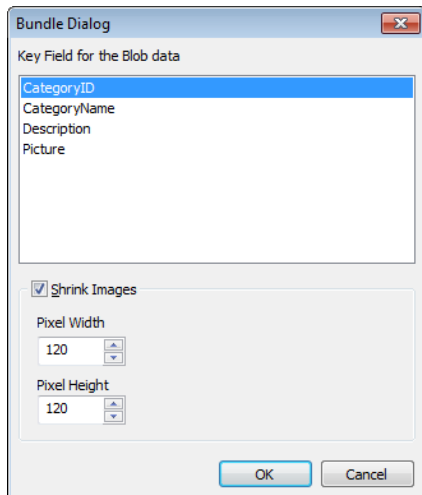 Bundle Dialog
Key Field for the Blob data
CategoryID
CategoryName
Description
Picture
Shrink Images
Pixel Width
120
Pixel Height
120
OK Cancel